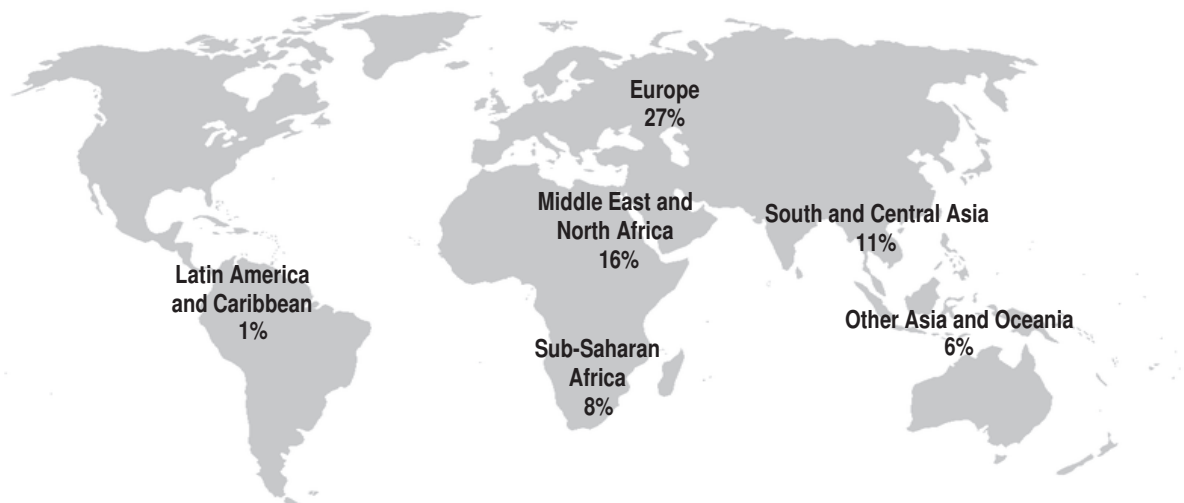 Europe
27%
Middle East and
North Africa
16%
South and Central Asia
11%
Latin America
and Caribbean
1%
Other Asia and Oceania
6%
Sub-Saharan
Africa
8%